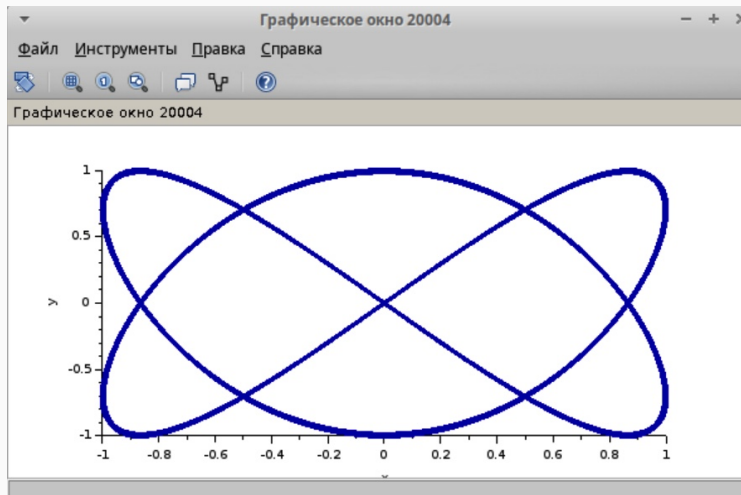 Графическое окно 20004
Файл Инструменты Правка Справка
Графическое окно 20004
1
0.5
y
0
-0.5
-1
-1 -0.8 -0.6 -0.4 -0.2 0 0.2 0.4 0.6 0.8 1